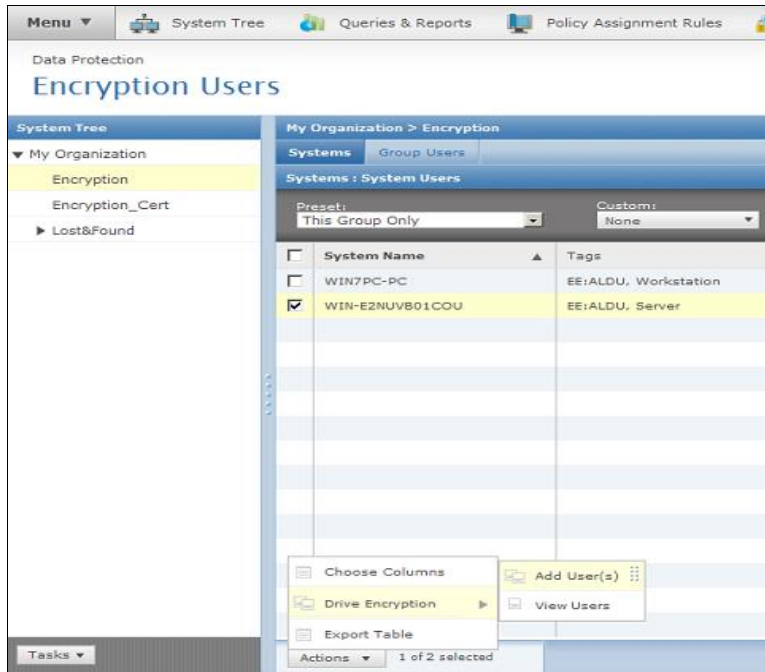 Menu ▼ System Tree Queries & Reports Policy Assignment Rules
Data Protection
Encryption Users
System Tree
▼ My Organization
Encryption
Encryption_Cert
▶ Lost&Found
My Organization > Encryption
Systems Group Users
Systems : System Users
Preset: Custom:
This Group Only None
System Name ▲ Tags
WIN7PC-PC EE:ALDU, Workstation
WIN-E2NUVB01COU EE:ALDU, Server
Choose Columns
Drive Encryption ▶ Add User(s)
View Users
Export Table
Tasks ▼ Actions ▼ 1 of 2 selected